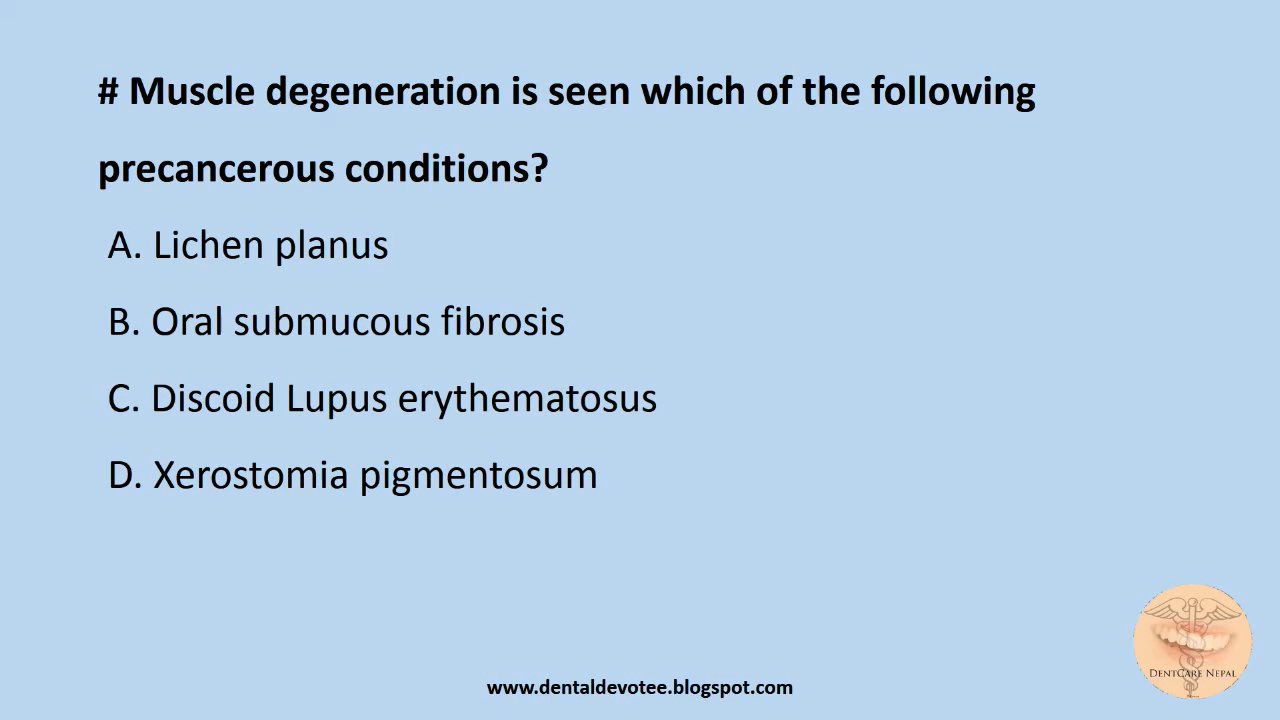 # Muscle degeneration is seen which of the following
precancerous conditions?
A. Lichen planus
B. Oral submucous fibrosis
C. Discoid Lupus erythematosus
D. Xerostomia pigmentosum
DentCare Nepal
www.dentaldevotee.blogspot.com